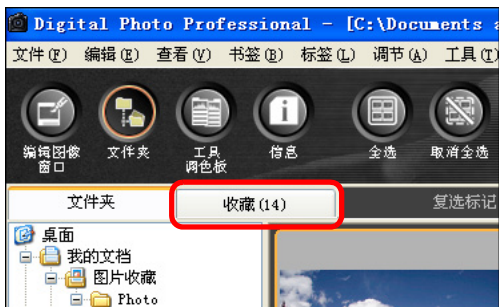 Digital Photo Professional - [C:\Documents a
文件(F) 编辑(E) 查看(V) 书签(B) 标签(L) 调节(A) 工具(T)
编辑图像窗口 文件夹 工具调色板 信息 全选 取消全选
文件夹 收藏(14) 复选标记
桌面
我的文档
图片收藏
Photo